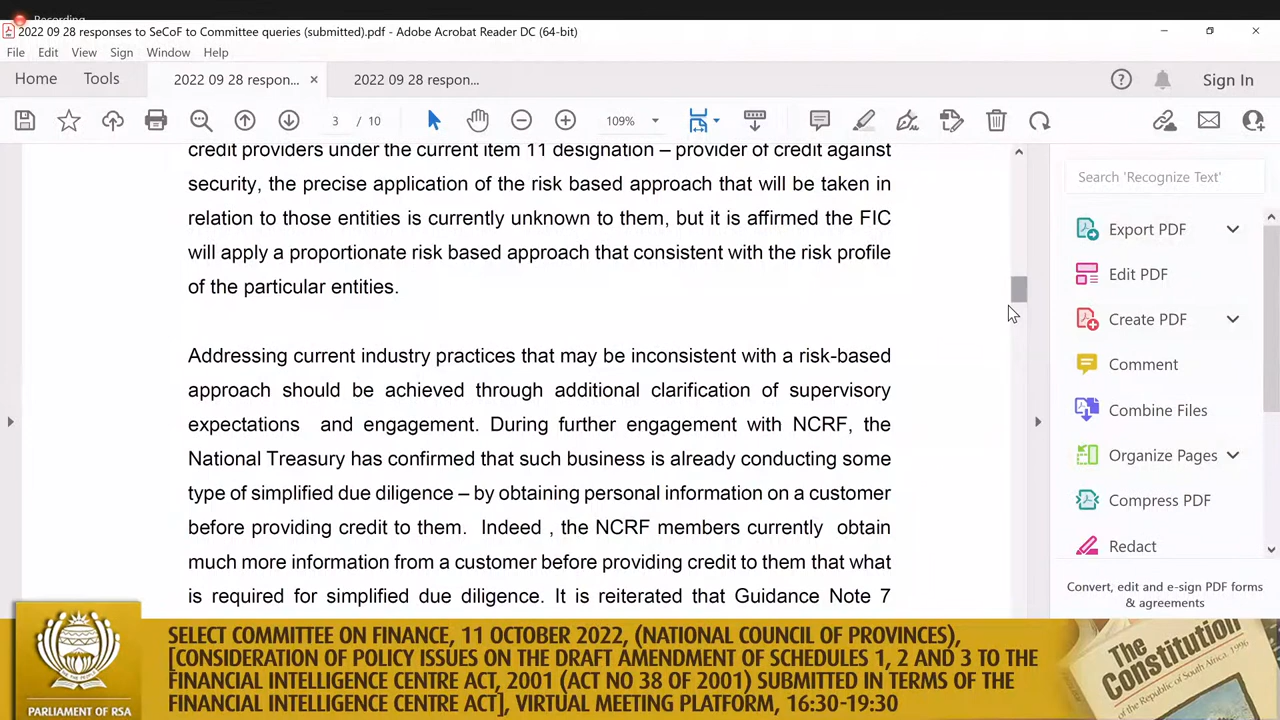 Recording
2022 09 28 responses to SeCoF to Committee queries (submitted).pdf - Adobe Acrobat Reader DC (64-bit)
File Edit View Sign Window Help
Home Tools 2022 09 28 respon... × 2022 09 28 respon... Sign In
3 / 10 109%
credit providers under the current item 11 designation – provider of credit against
security, the precise application of the risk based approach that will be taken in
relation to those entities is currently unknown to them, but it is affirmed the FIC
will apply a proportionate risk based approach that consistent with the risk profile
of the particular entities.
Addressing current industry practices that may be inconsistent with a risk-based
approach should be achieved through additional clarification of supervisory
expectations and engagement. During further engagement with NCRF, the
National Treasury has confirmed that such business is already conducting some
type of simplified due diligence – by obtaining personal information on a customer
before providing credit to them. Indeed , the NCRF members currently obtain
much more information from a customer before providing credit to them that what
is required for simplified due diligence. It is reiterated that Guidance Note 7
Search 'Recognize Text'
Export PDF
Edit PDF
Create PDF
Comment
Combine Files
Organize Pages
Compress PDF
Redact
Convert, edit and e-sign PDF forms
& agreements
PARLIAMENT OF RSA
SELECT COMMITTEE ON FINANCE, 11 OCTOBER 2022, (NATIONAL COUNCIL OF PROVINCES),
[CONSIDERATION OF POLICY ISSUES ON THE DRAFT AMENDMENT OF SCHEDULES 1, 2 AND 3 TO THE
FINANCIAL INTELLIGENCE CENTRE ACT, 2001 (ACT NO 38 OF 2001) SUBMITTED IN TERMS OF THE
FINANCIAL INTELLIGENCE CENTRE ACT], VIRTUAL MEETING PLATFORM, 16:30-19:30
The
Constitution
of the Republic of South Africa, 1996